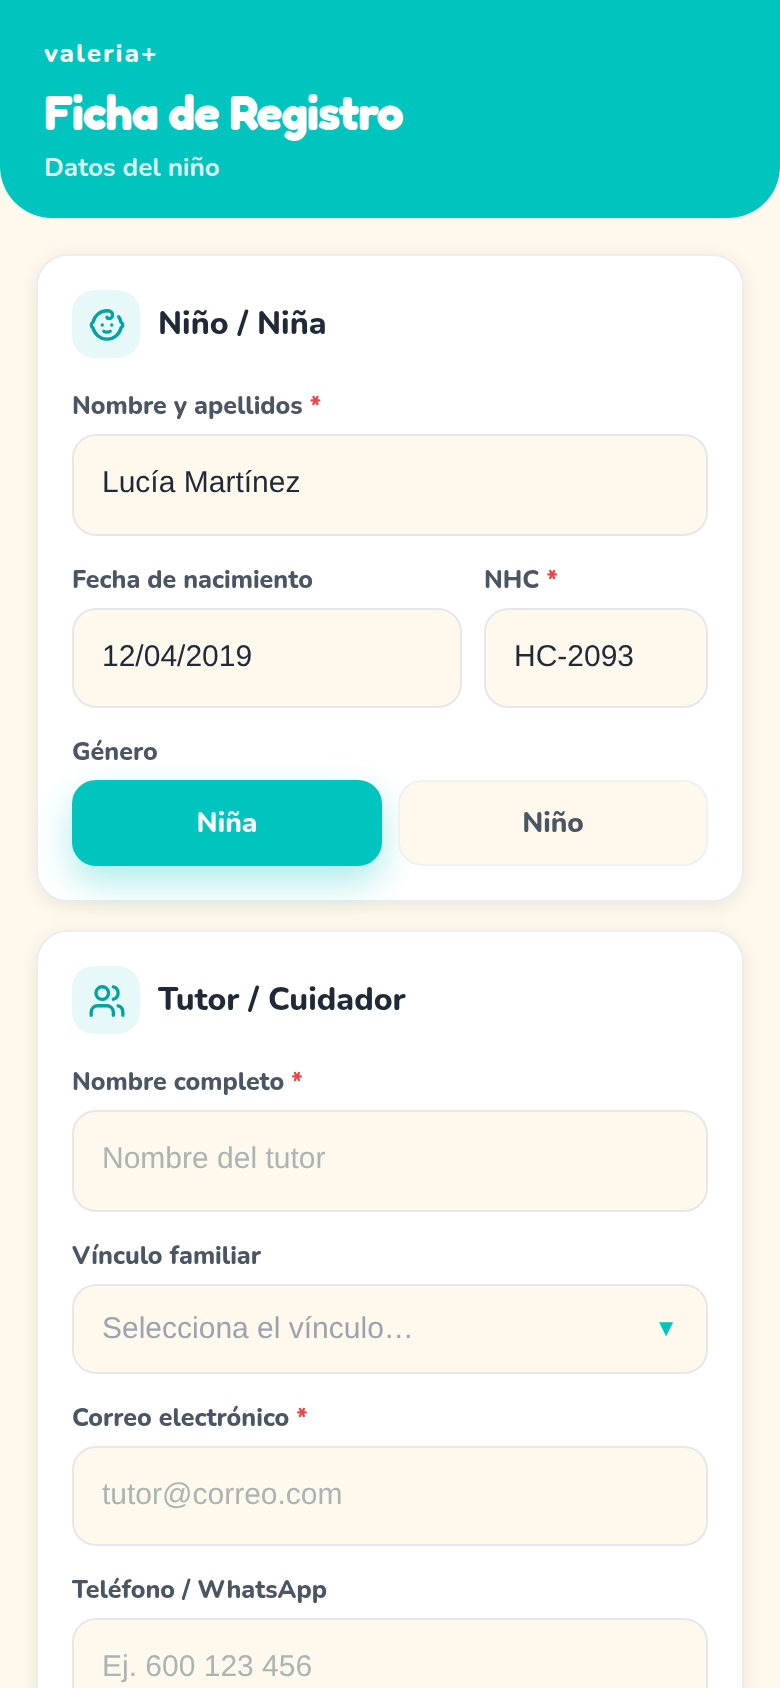 valeria+
Ficha de Registro
Datos del niño
Niño / Niña
Nombre y apellidos *
Lucía Martínez
Fecha de nacimiento
NHC *
12/04/2019
HC-2093
Género
Niña
Niño
Tutor / Cuidador
Nombre completo *
Nombre del tutor
Vínculo familiar
Selecciona el vínculo...
Correo electrónico *
tutor@correo.com
Teléfono / WhatsApp
Ej. 600 123 456